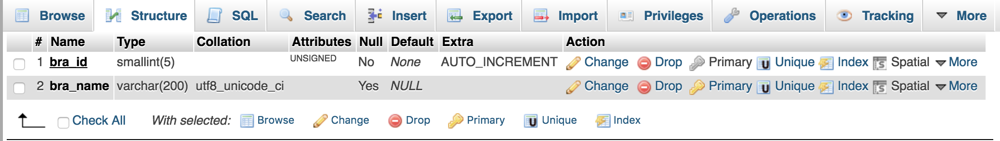 Browse Structure SQL Search Insert Export Import Privileges Operations Tracking More
# Name Type Collation Attributes Null Default Extra Action
1 bra_id smallint(5) UNSIGNED No None AUTO_INCREMENT Change Drop Primary Unique Index Spatial More
2 bra_name varchar(200) utf8_unicode_ci Yes NULL Change Drop Primary Unique Index Spatial More
Check All With selected: Browse Change Drop Primary Unique Index